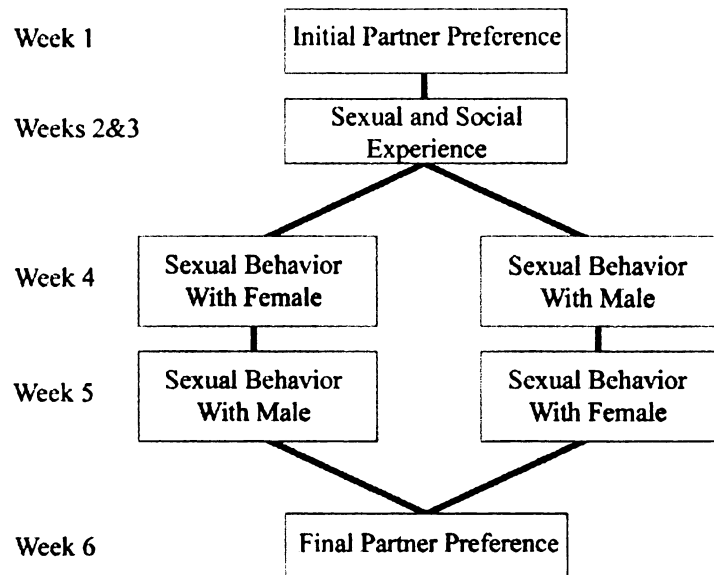 Week 1
Initial Partner Preference
Weeks 2&3
Sexual and Social
Experience
Week 4
Sexual Behavior
With Female
Sexual Behavior
With Male
Week 5
Sexual Behavior
With Male
Sexual Behavior
With Female
Week 6
Final Partner Preference